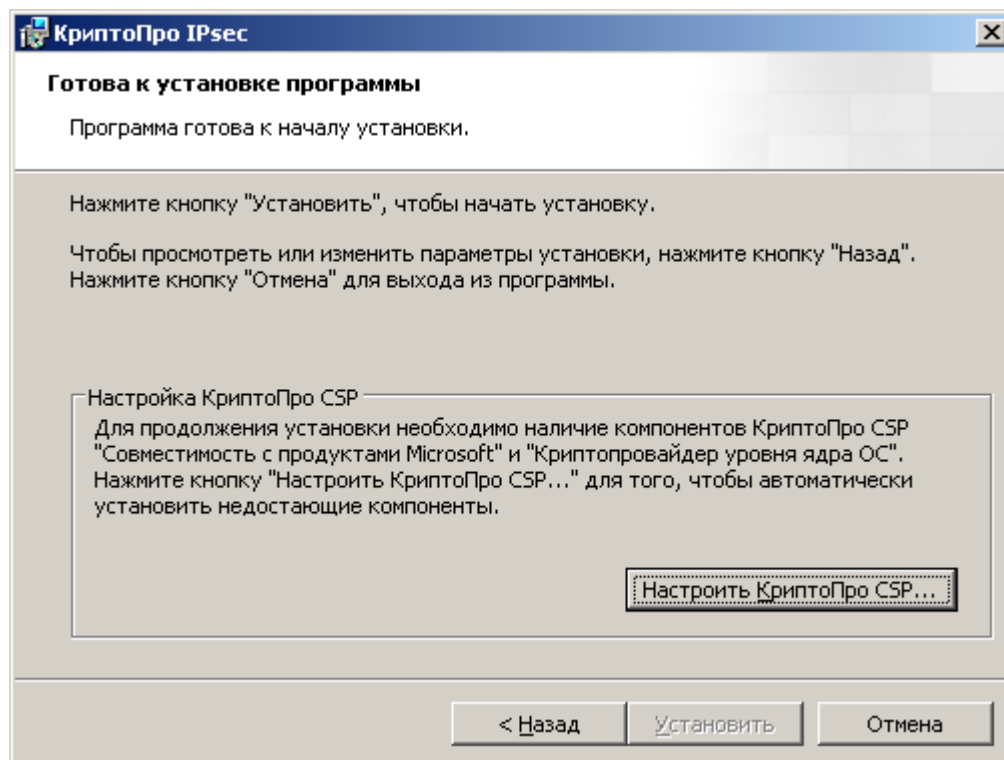 КриптоПро IPsec
Готова к установке программы
Программа готова к началу установки.
Нажмите кнопку "Установить", чтобы начать установку.
Чтобы просмотреть или изменить параметры установки, нажмите кнопку "Назад".
Нажмите кнопку "Отмена" для выхода из программы.
Настройка КриптоПро CSP
Для продолжения установки необходимо наличие компонентов КриптоПро CSP
"Совместимость с продуктами Microsoft" и "Криптопровайдер уровня ядра ОС".
Нажмите кнопку "Настроить КриптоПро CSP..." для того, чтобы автоматически
установить недостающие компоненты.
Настроить КриптоПро CSP...
< Назад
Установить
Отмена